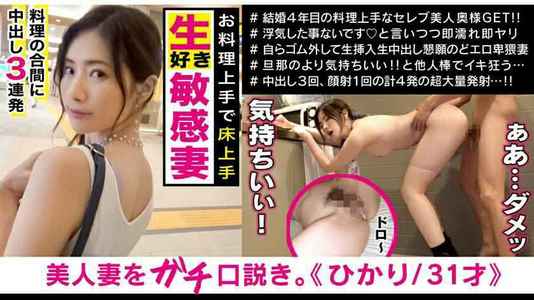 料理の合間に
中出し3連発
お料理上手で床上手
生好き
敏感妻
# 結婚4年目の料理上手なセレブ美人奥様GET!!
# 浮気した事ないです♡と言いつつ即濡れ即ヤリ
# 自らゴム外して生挿入生中出し懇願のどエロ卑猥妻
# 旦那のより気持ちいい!!と他人棒でイキ狂う…
# 中出し3回、顔射1回の計4発の超大量発射…!!
気持ちいい!
ああ…ダメッ
ドロ〜
美人妻をガチ口説き。《ひかり/31才》